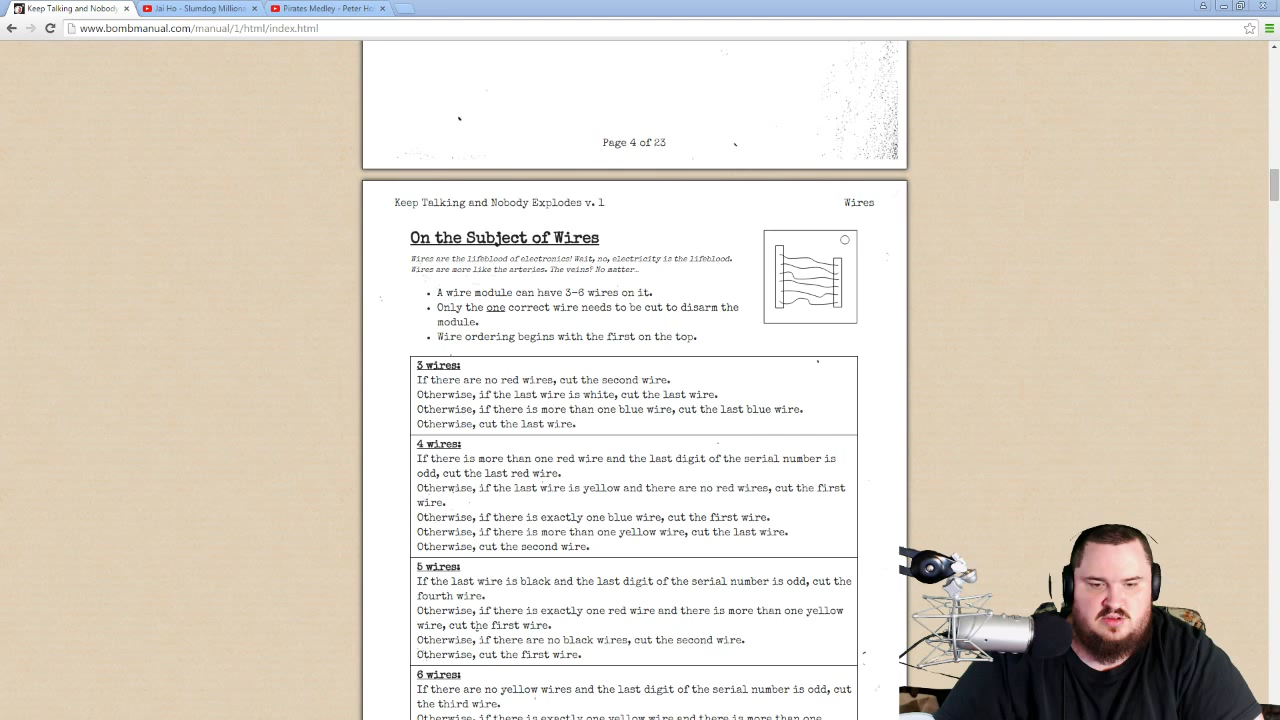 Keep Talking and Nobody
Jai Ho - Slumdog Milliona
Pirates Medley - Peter He
www.bombmanual.com/manual/1/html/index.html
Page 4 of 23
Keep Talking and Nobody Explodes v. 1
Wires
On the Subject of Wires
Wires are the lifeblood of electronics! Wait, no, electricity is the lifeblood.
Wires are more like the arteries. The veins? No matter…
• A wire module can have 3-6 wires on it.
• Only the one correct wire needs to be cut to disarm the
module.
• Wire ordering begins with the first on the top.
3 wires:
If there are no red wires, cut the second wire.
Otherwise, if the last wire is white, cut the last wire.
Otherwise, if there is more than one blue wire, cut the last blue wire.
Otherwise, cut the last wire.
4 wires:
If there is more than one red wire and the last digit of the serial number is
odd, cut the last red wire.
Otherwise, if the last wire is yellow and there are no red wires, cut the first
wire.
Otherwise, if there is exactly one blue wire, cut the first wire.
Otherwise, if there is more than one yellow wire, cut the last wire.
Otherwise, cut the second wire.
5 wires:
If the last wire is black and the last digit of the serial number is odd, cut the
fourth wire.
Otherwise, if there is exactly one red wire and there is more than one yellow
wire, cut the first wire.
Otherwise, if there are no black wires, cut the second wire.
Otherwise, cut the first wire.
6 wires:
If there are no yellow wires and the last digit of the serial number is odd, cut
the third wire.
Otherwise, if there is exactly one yellow wire and there is more than one